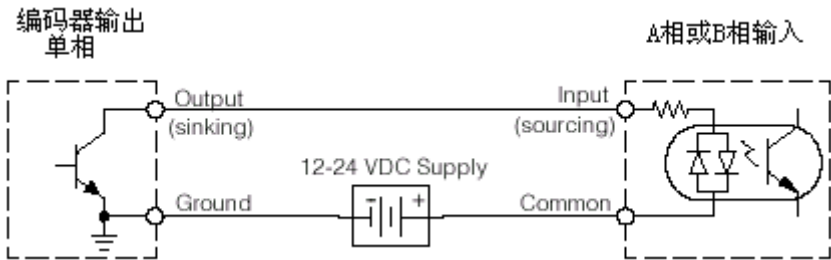 编码器输出
单相
A相或B相输入
Output
(sinking)
Input
(sourcing)
12-24 VDC Supply
Ground
- +
Common